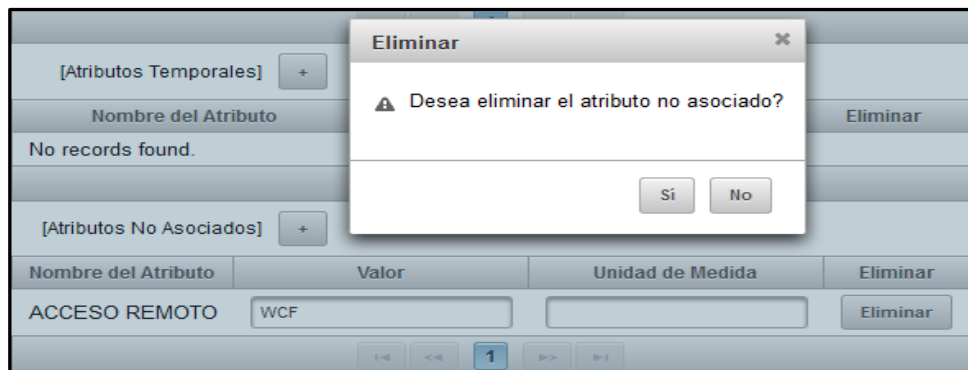 Eliminar
Desea eliminar el atributo no asociado?
Sí No
[Atributos Temporales] +
Nombre del Atributo Eliminar
No records found.
[Atributos No Asociados] +
Nombre del Atributo Valor Unidad de Medida Eliminar
ACCESO REMOTO WCF Eliminar
1